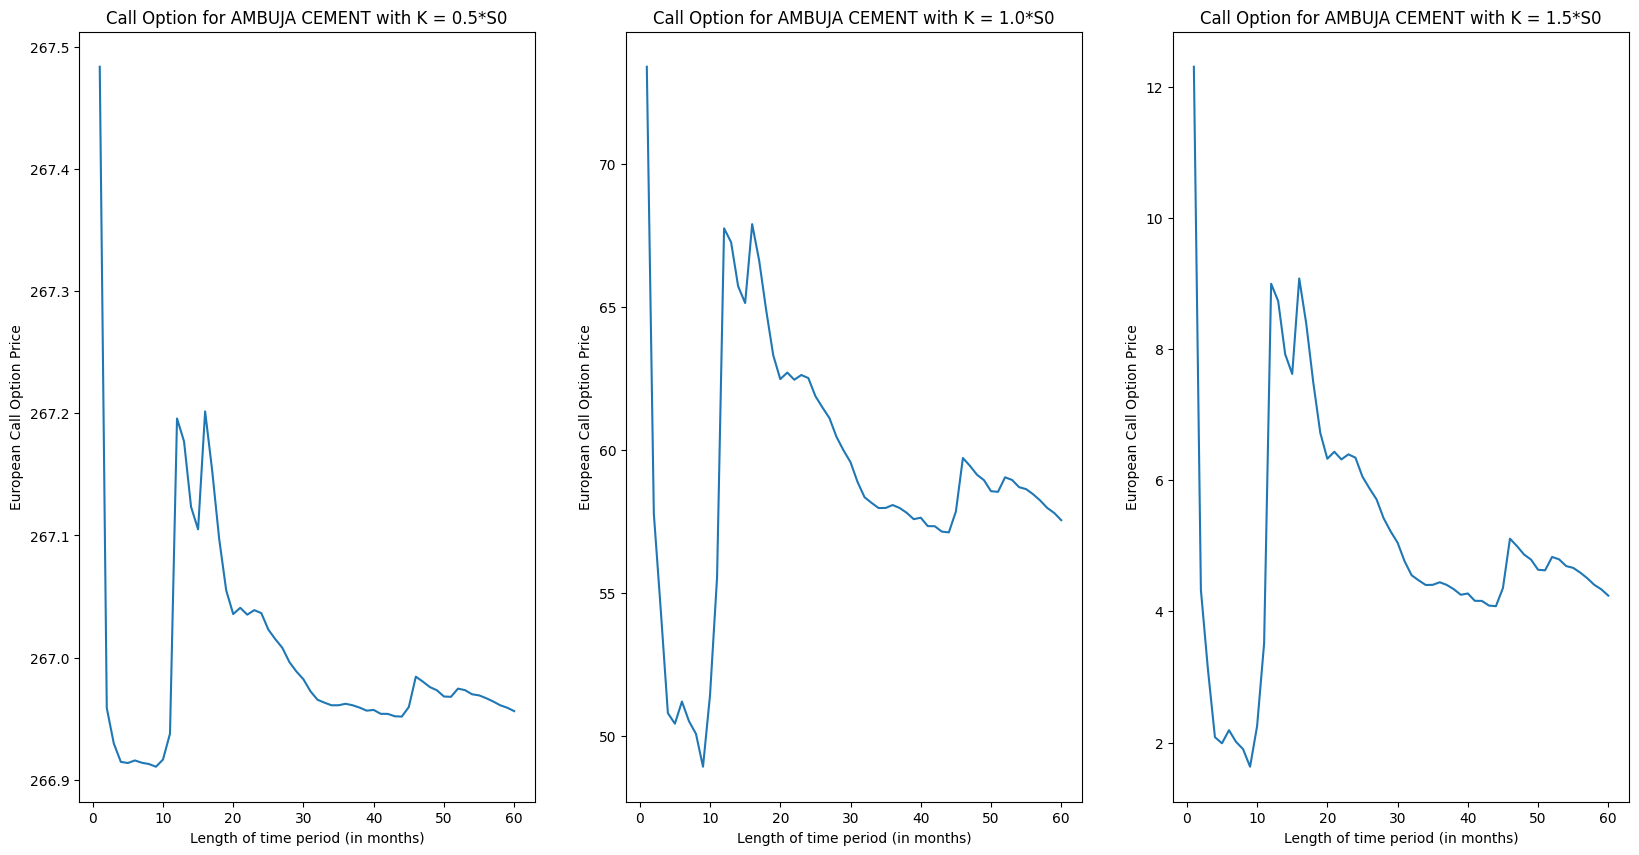 Call Option for AMBUJA CEMENT with K = 0.5*S0
267.5
267.4
267.3
267.2
267.1
267.0
266.9
European Call Option Price
0 10 20 30 40 50 60
Length of time period (in months)
Call Option for AMBUJA CEMENT with K = 1.0*S0
70
65
60
55
50
European Call Option Price
0 10 20 30 40 50 60
Length of time period (in months)
Call Option for AMBUJA CEMENT with K = 1.5*S0
12
10
8
6
4
2
European Call Option Price
0 10 20 30 40 50 60
Length of time period (in months)